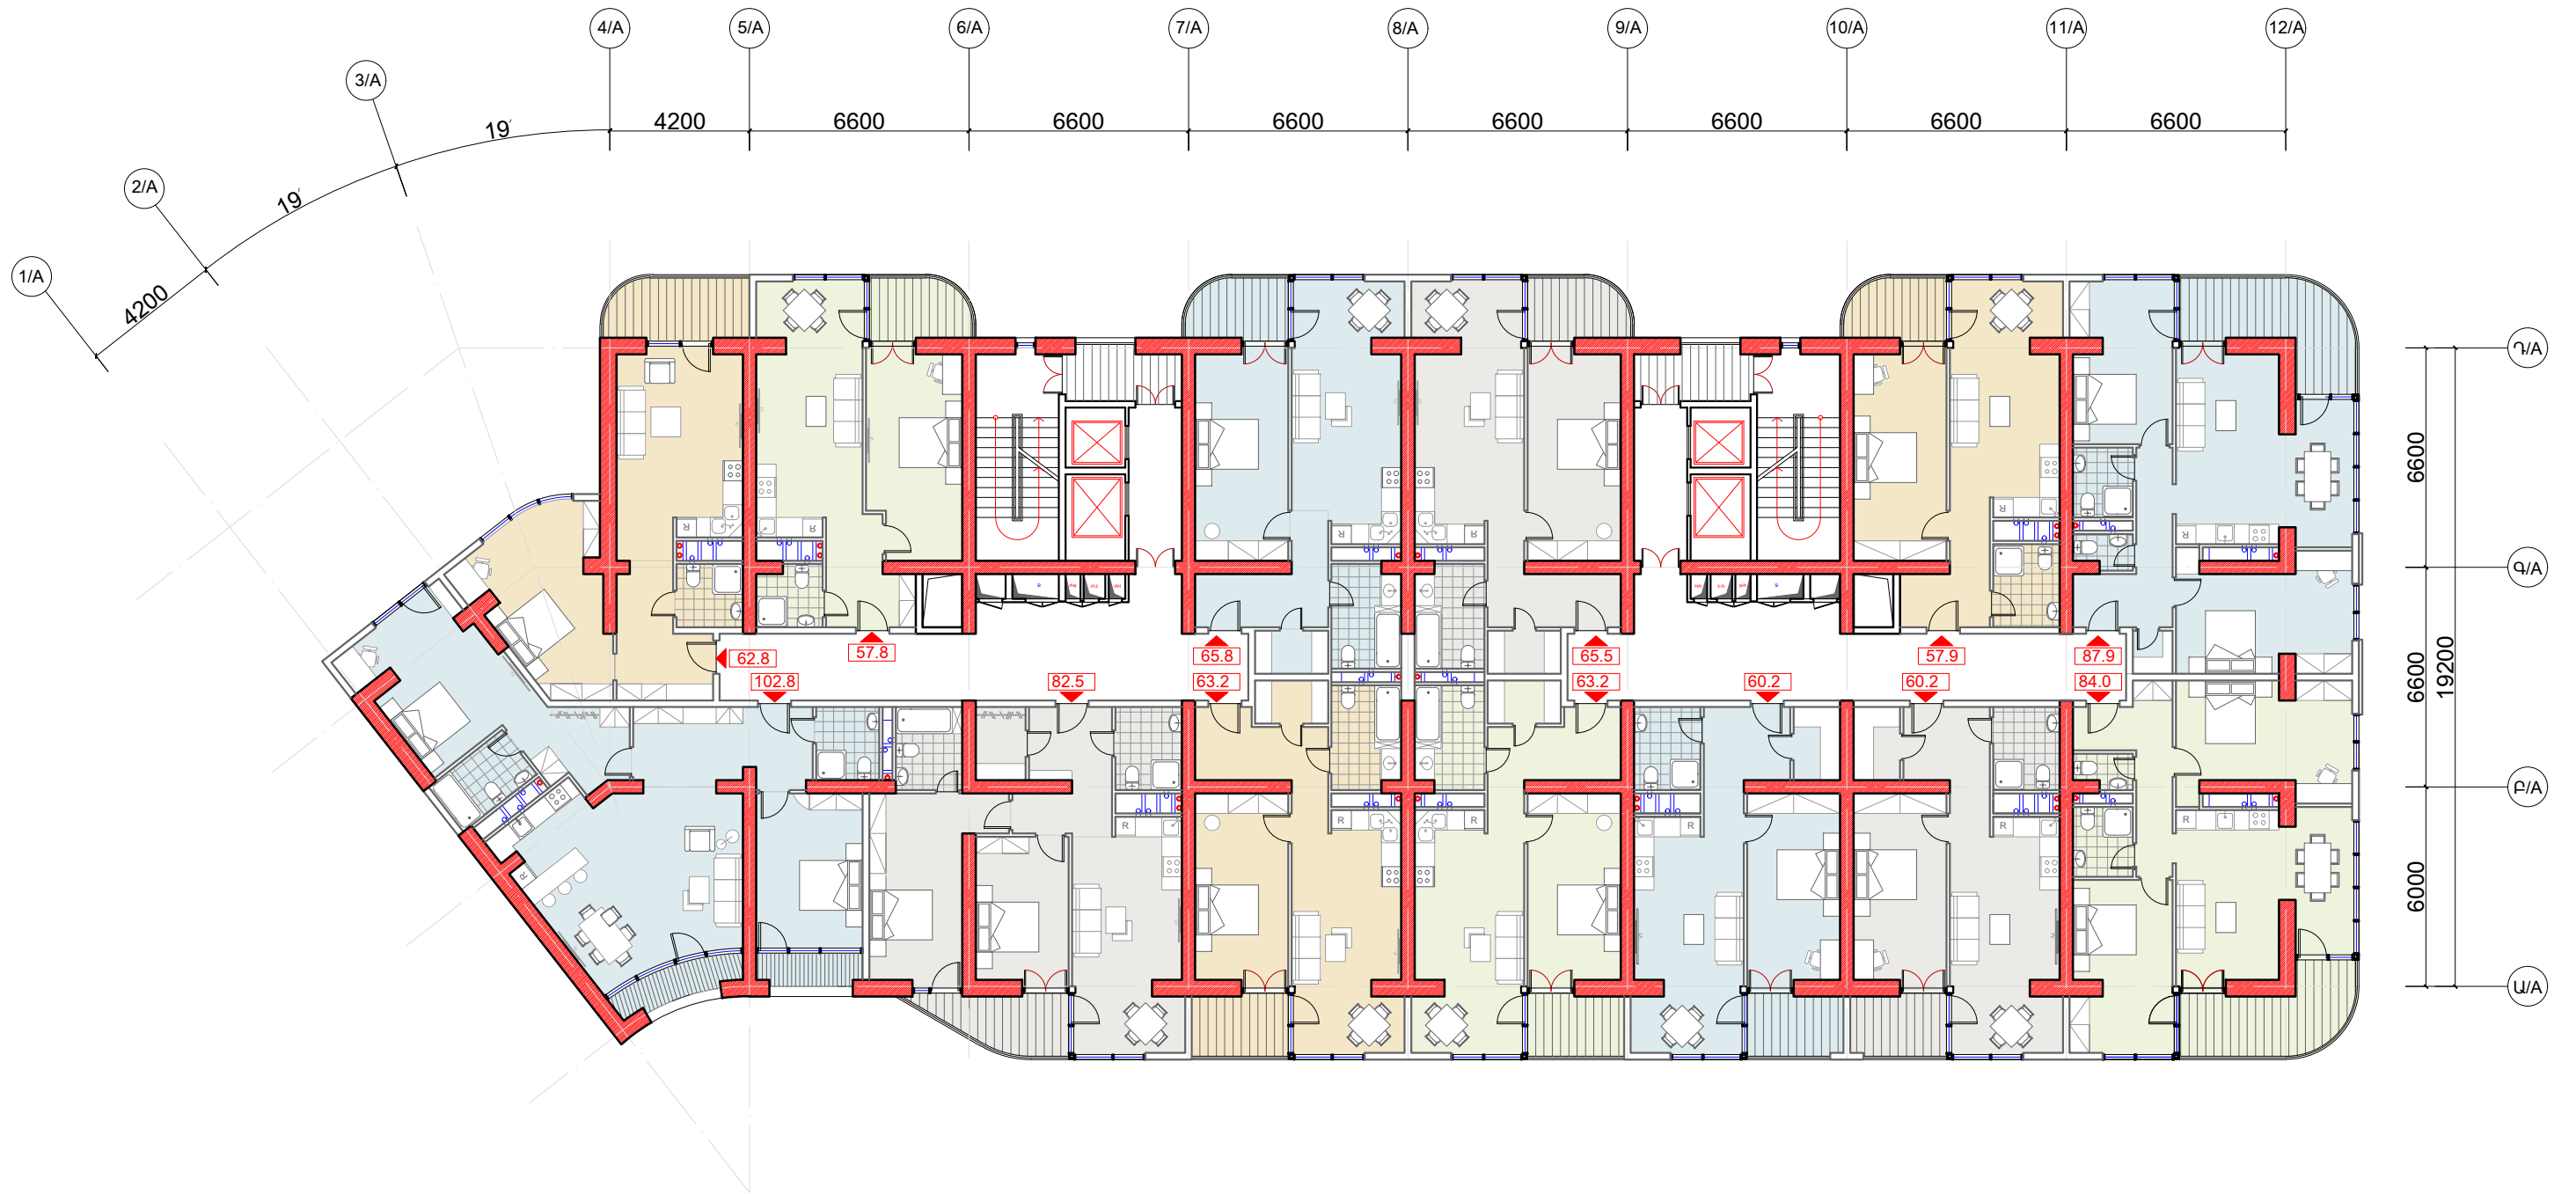 4/A 5/A 6/A 7/A 8/A 9/A 10/A 11/A 12/A
3/A
2/A
1/A
19' 4200 6600 6600 6600 6600 6600 6600 6600
19'
4200
Դ/A
Գ/A
Բ/A
Ա/A
6600
6600
6000
19200
62.8 57.8 65.8 65.5 57.9 87.9
102.8 82.5 63.2 63.2 60.2 60.2 84.0
R R R R R
R R R R R R R R